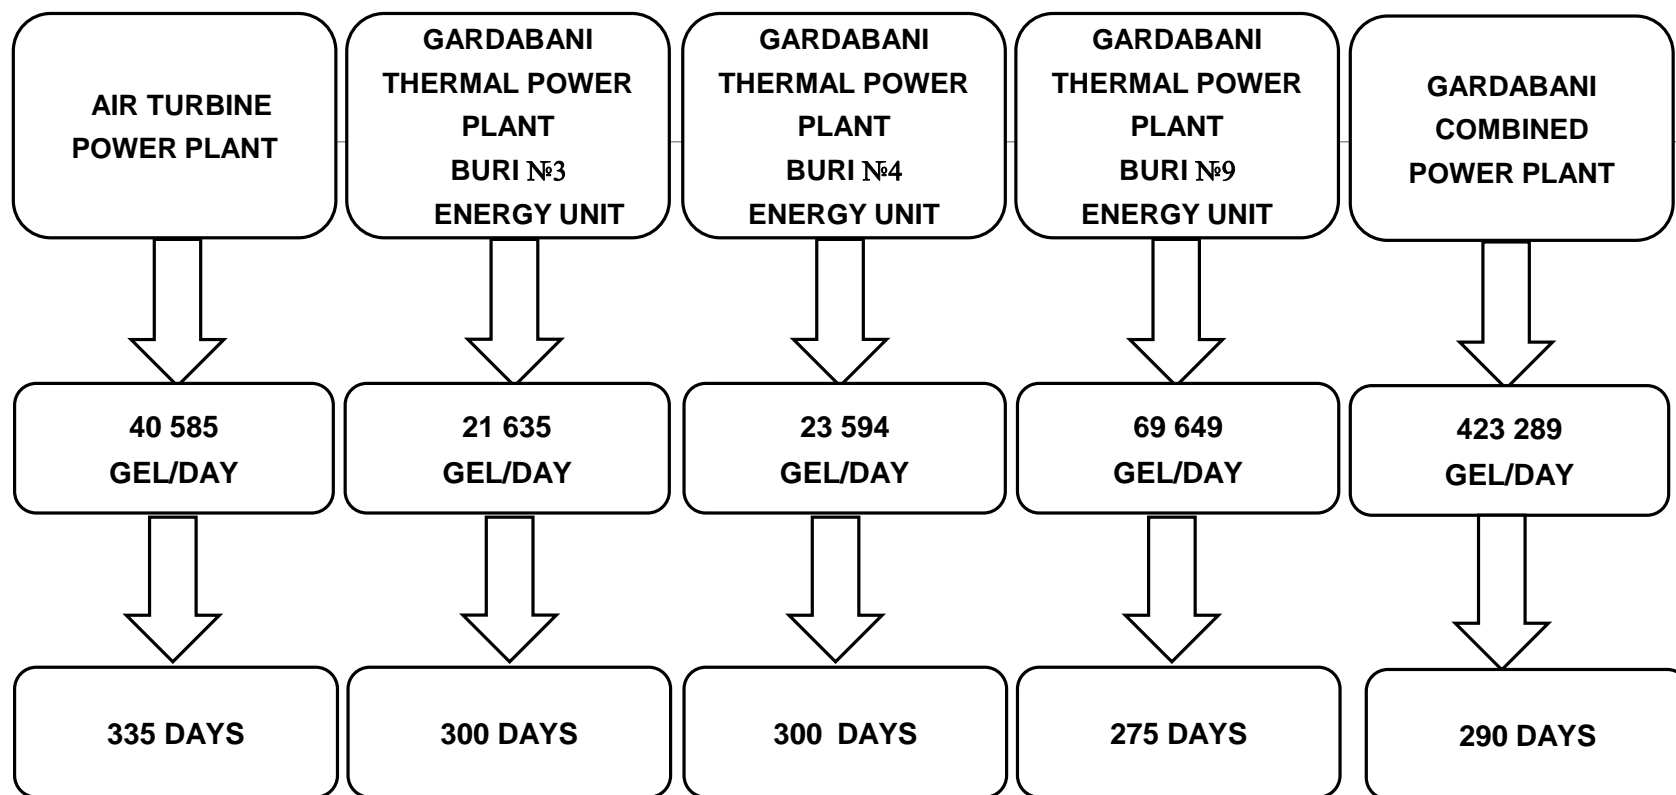 AIR TURBINE
POWER PLANT
GARDABANI
THERMAL POWER
PLANT
BURI №3
ENERGY UNIT
GARDABANI
THERMAL POWER
PLANT
BURI №4
ENERGY UNIT
GARDABANI
THERMAL POWER
PLANT
BURI №9
ENERGY UNIT
GARDABANI
COMBINED
POWER PLANT
40 585
GEL/DAY
21 635
GEL/DAY
23 594
GEL/DAY
69 649
GEL/DAY
423 289
GEL/DAY
335 DAYS
300 DAYS
300 DAYS
275 DAYS
290 DAYS